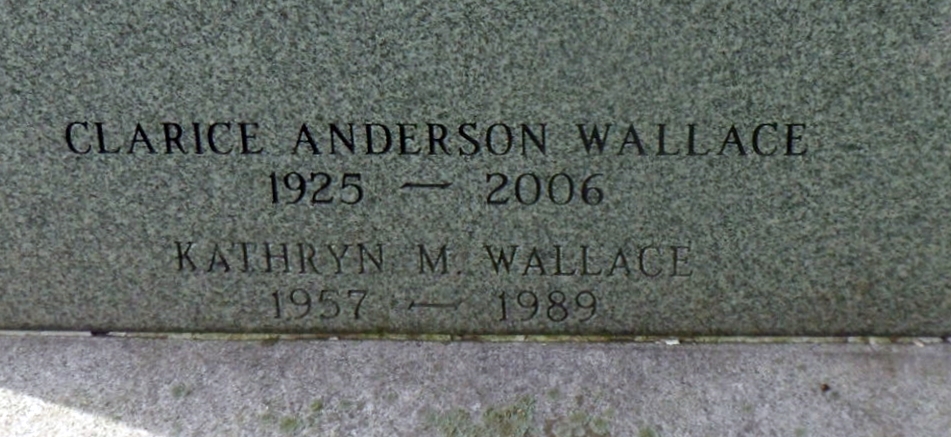 CLARICE ANDERSON WALLACE
1925 — 2006
KATHRYN M. WALLACE
1957 — 1989